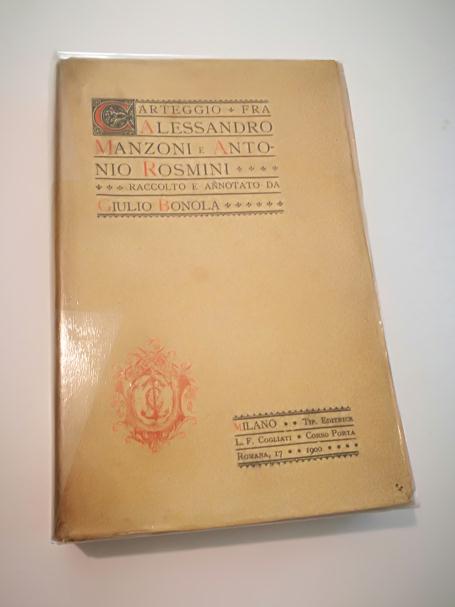 CARTEGGIO FRA
ALESSANDRO
MANZONI E ANTO-
NIO ROSMINI
RACCOLTO E ANNOTATO DA
GIULIO BONOLA
MILANO Tip. Editrice
L. F. Cogliati Corso Porta
Romana, 17 1900